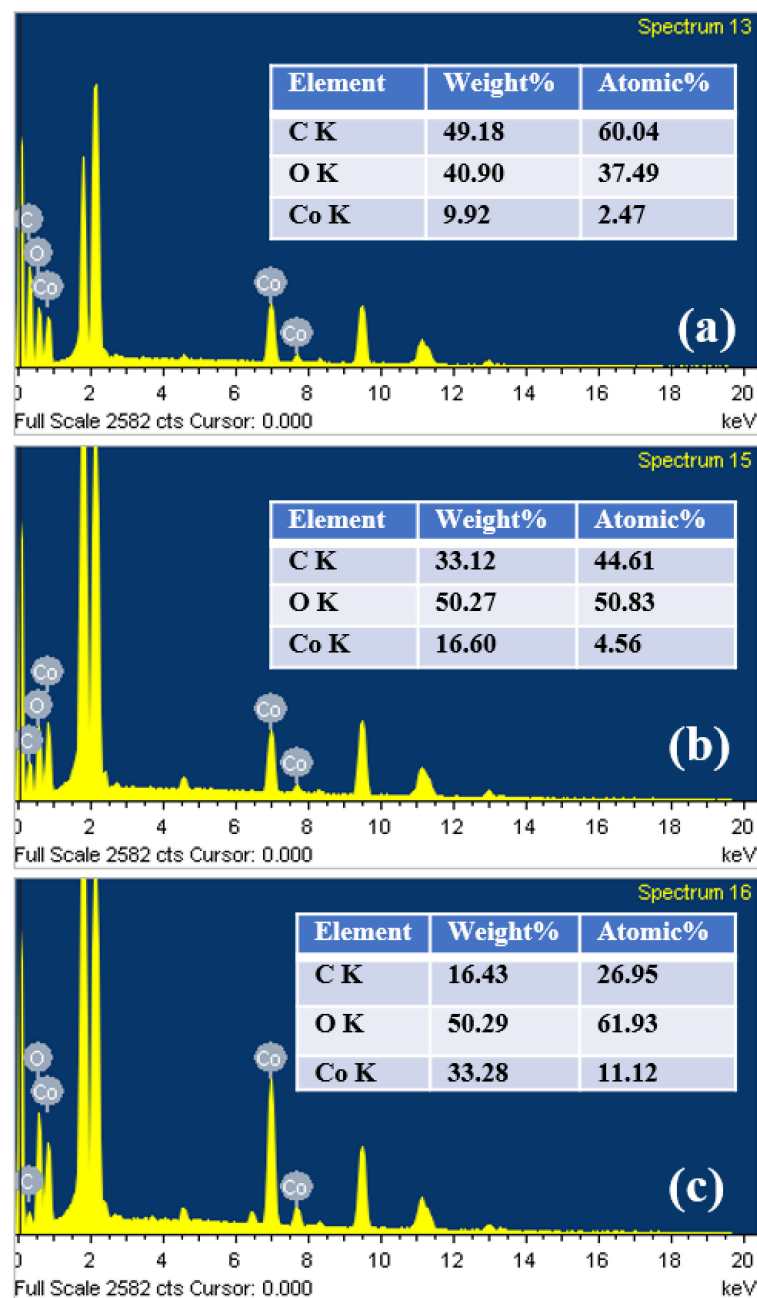 Spectrum 13
Element Weight% Atomic%
C K 49.18 60.04
O K 40.90 37.49
Co K 9.92 2.47
C
O
Co
Co
Co
(a)
0 2 4 6 8 10 12 14 16 18 20
Full Scale 2582 cts Cursor: 0.000 keV
Spectrum 15
Element Weight% Atomic%
C K 33.12 44.61
O K 50.27 50.83
Co K 16.60 4.56
Co
O
Co
C
Co
(b)
0 2 4 6 8 10 12 14 16 18 20
Full Scale 2582 cts Cursor: 0.000 keV
Spectrum 16
Element Weight% Atomic%
C K 16.43 26.95
O K 50.29 61.93
Co K 33.28 11.12
O Co
Co
C
Co
(c)
0 2 4 6 8 10 12 14 16 18 20
Full Scale 2582 cts Cursor: 0.000 keV